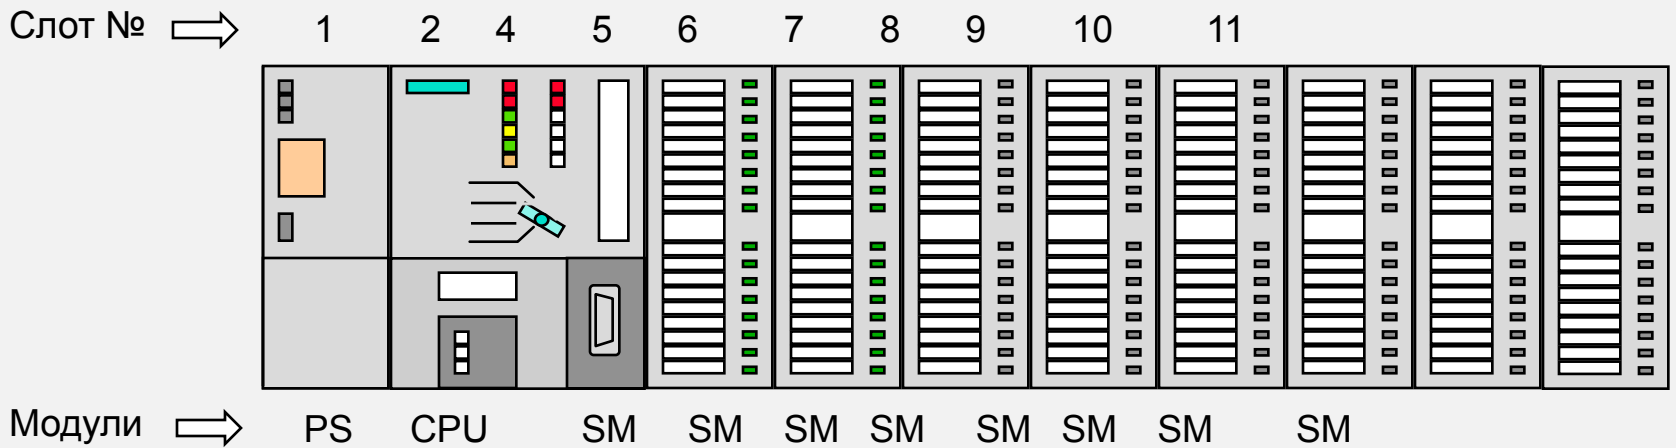 Слот № 1 2 4 5 6 7 8 9 10 11
Модули PS CPU SM SM SM SM SM SM SM SM